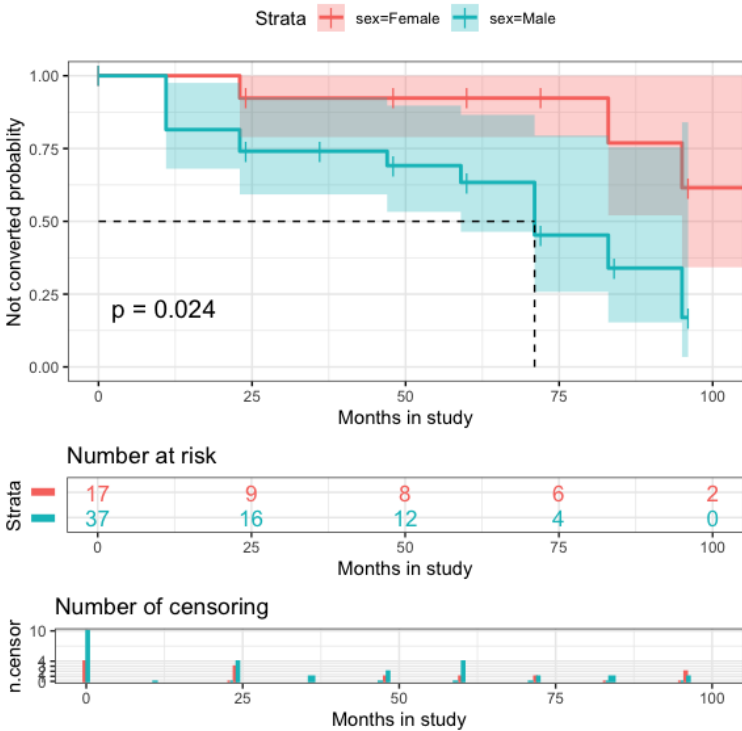 Strata sex=Female sex=Male
Not converted probablity
1.00
0.75
0.50
0.25
0.00
p = 0.024
0 25 50 75 100
Months in study
Number at risk
Strata
17 9 8 6 2
37 16 12 4 0
0 25 50 75 100
Months in study
Number of censoring
n.censor
10
4
0
0 25 50 75 100
Months in study